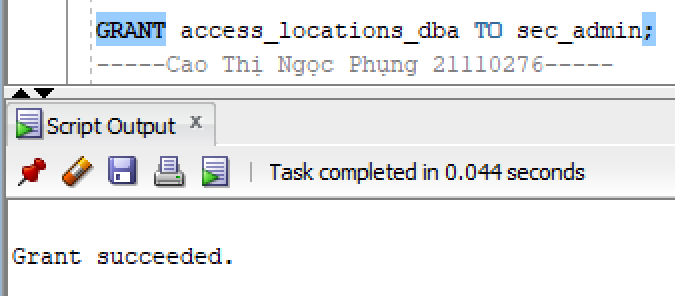 GRANT access_locations_dba TO sec_admin;
-----Cao Thị Ngọc Phụng 21110276-----
Script Output x
Task completed in 0.044 seconds
Grant succeeded.